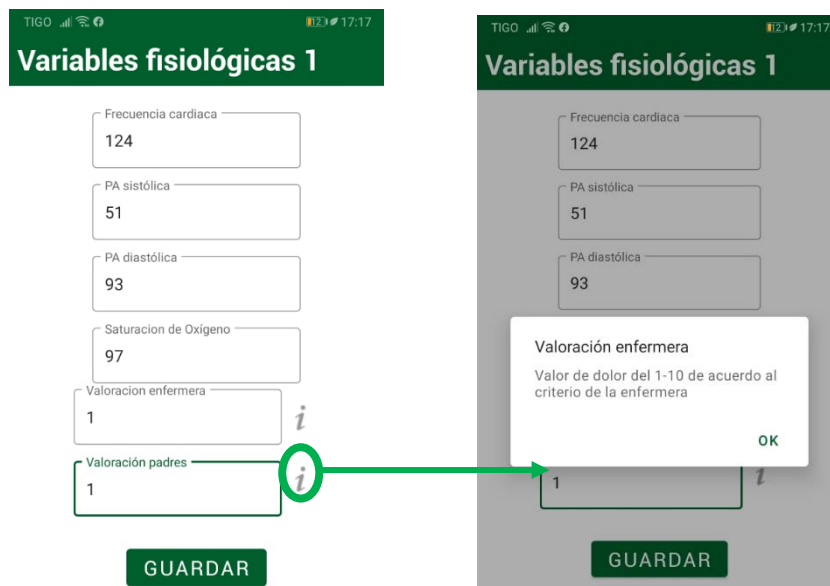 TIGO 12 17:17
Variables fisiológicas 1
Frecuencia cardiaca
124
PA sistólica
51
PA diastólica
93
Saturacion de Oxígeno
97
Valoracion enfermera
1
i
Valoración padres
1
i
GUARDAR
TIGO 12 17:17
Variables fisiológicas 1
Frecuencia cardiaca
124
PA sistólica
51
PA diastólica
93
Valoración enfermera
Valor de dolor del 1-10 de acuerdo al
criterio de la enfermera
OK
1
i
GUARDAR